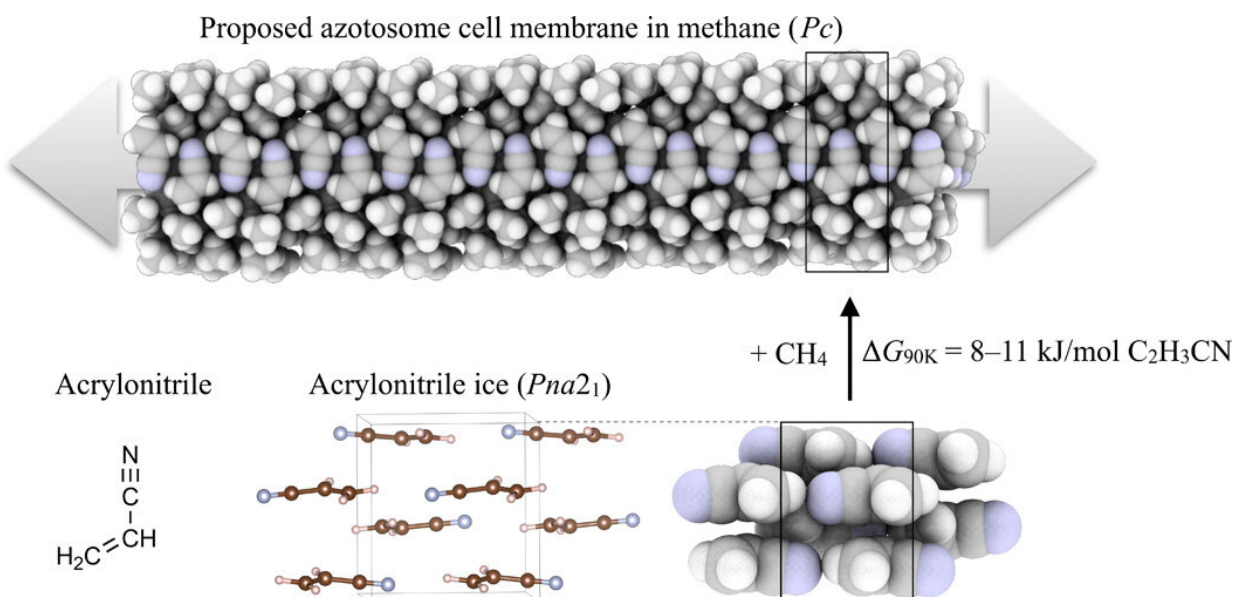 Proposed azotosome cell membrane in methane (Pc)
+ CH₄ ΔG₉₀K = 8–11 kJ/mol C₂H₃CN
Acrylonitrile Acrylonitrile ice (Pna2₁)
N
C
H₂C CH